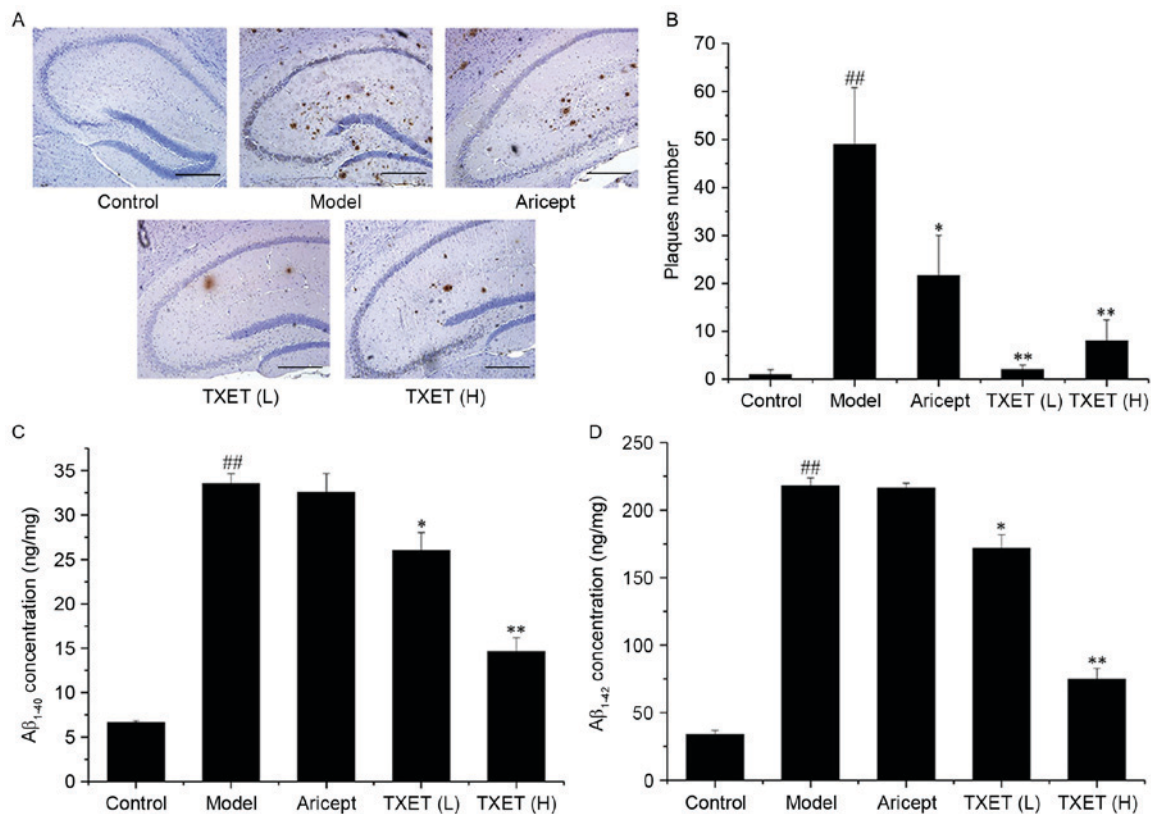 A
Control Model Aricept
TXET (L) TXET (H)
B
Plaques number
70
60
50
40
30
20
10
0
##
*
**
**
Control Model Aricept TXET (L) TXET (H)
C
Aβ1-40 concentration (ng/mg)
35
33
25
15
10
5
0
##
*
**
Control Model Aricept TXET (L) TXET (H)
D
Aβ1-42 concentration (ng/mg)
250
200
150
100
50
0
##
*
**
Control Model Aricept TXET (L) TXET (H)